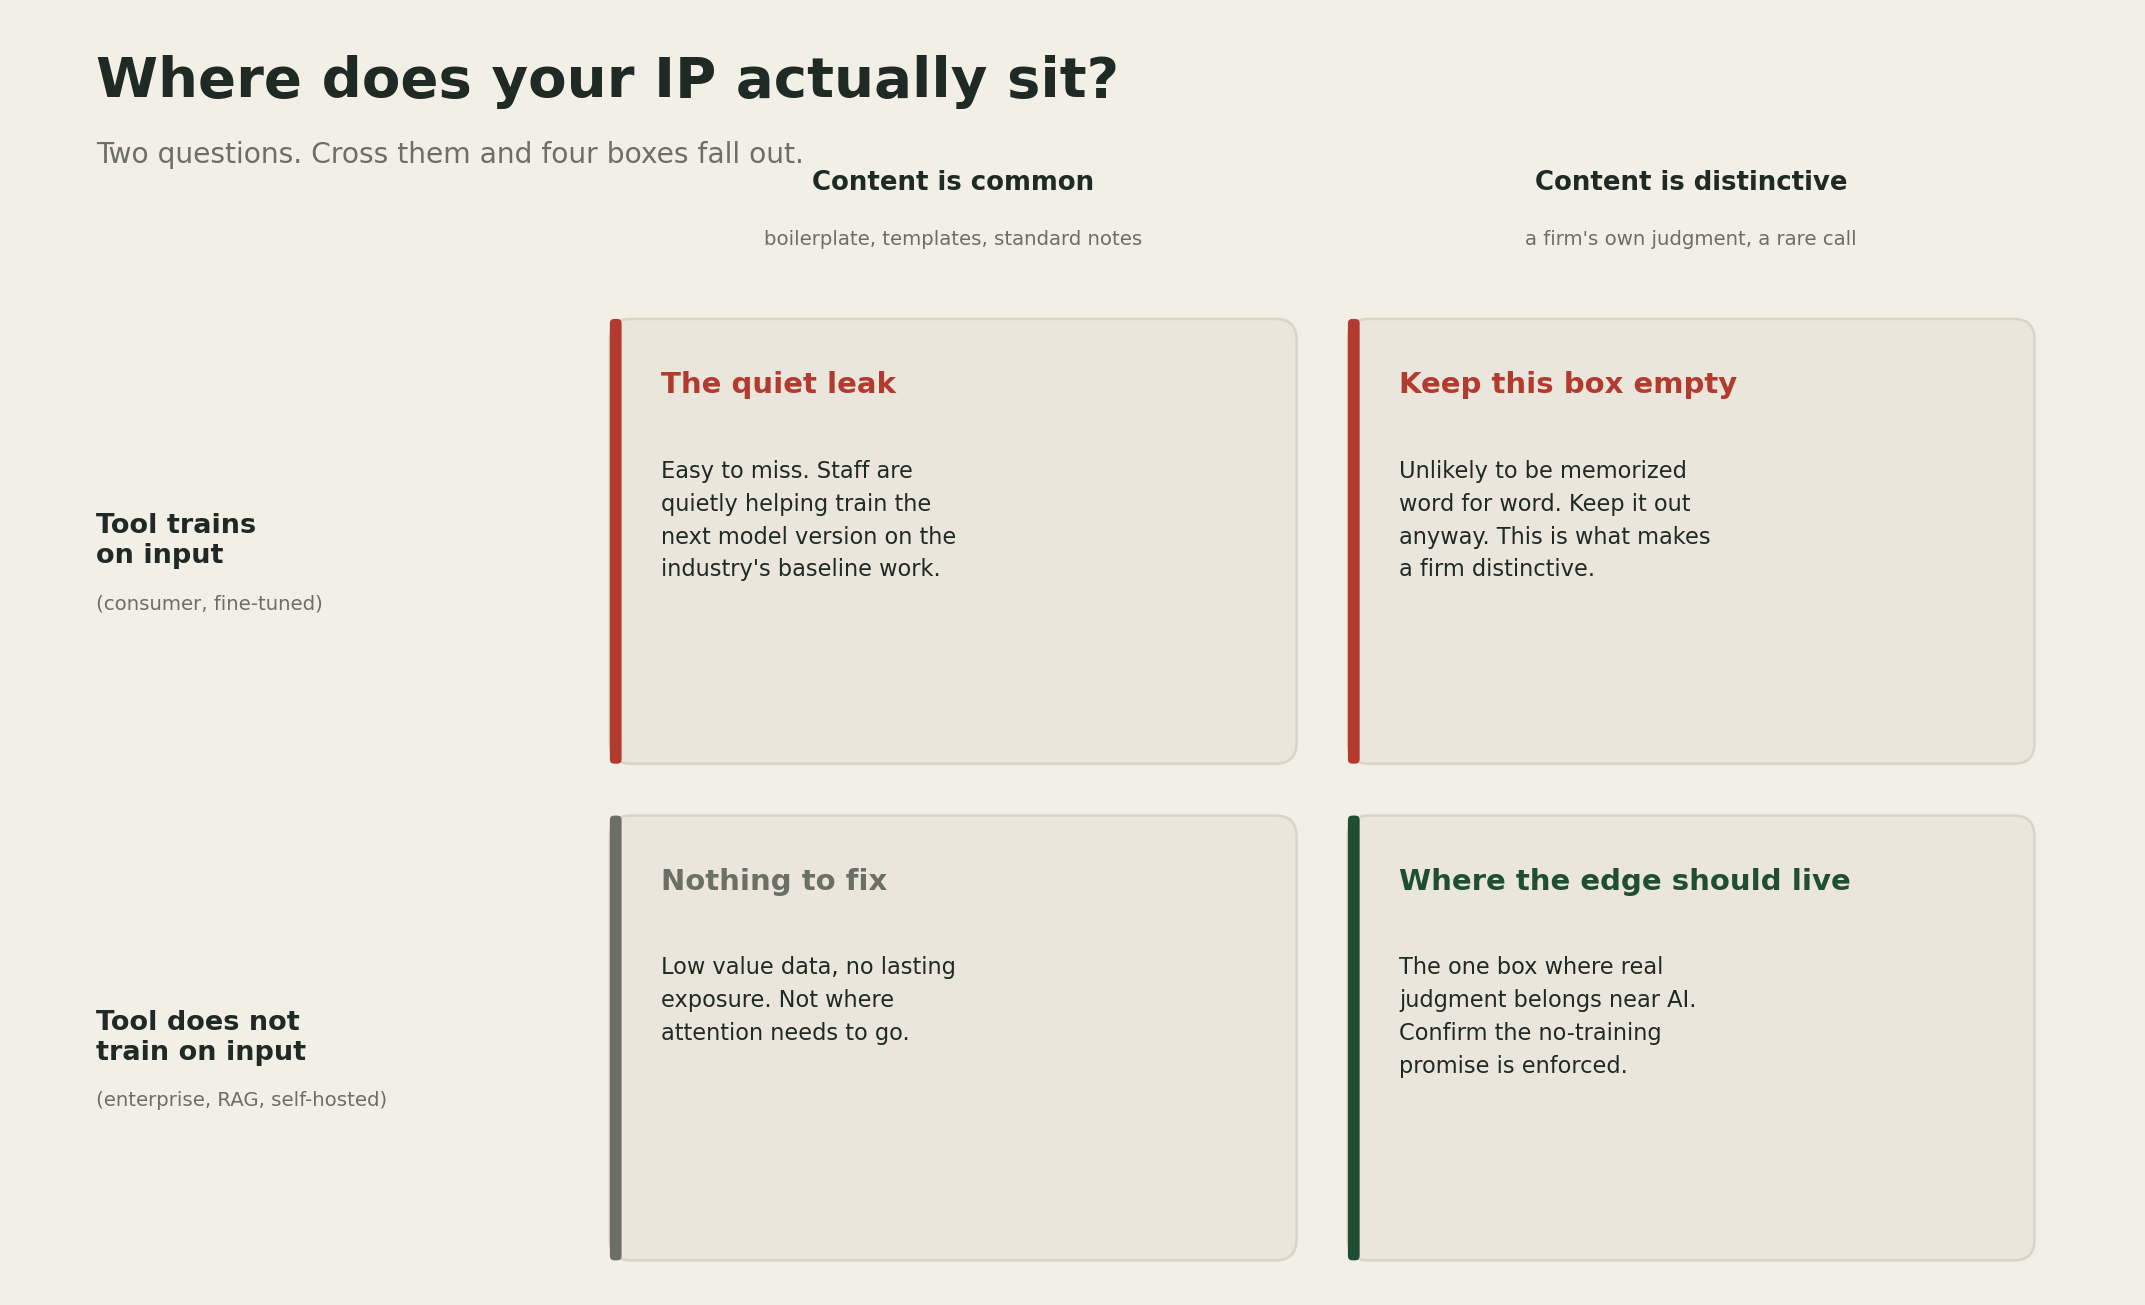 Where does your IP actually sit?
Two questions. Cross them and four boxes fall out.
Content is common
boilerplate, templates, standard notes
Content is distinctive
a firm's own judgment, a rare call
Tool trains
on input
(consumer, fine-tuned)
The quiet leak
Easy to miss. Staff are
quietly helping train the
next model version on the
industry's baseline work.
Keep this box empty
Unlikely to be memorized
word for word. Keep it out
anyway. This is what makes
a firm distinctive.
Tool does not
train on input
(enterprise, RAG, self-hosted)
Nothing to fix
Low value data, no lasting
exposure. Not where
attention needs to go.
Where the edge should live
The one box where real
judgment belongs near AI.
Confirm the no-training
promise is enforced.